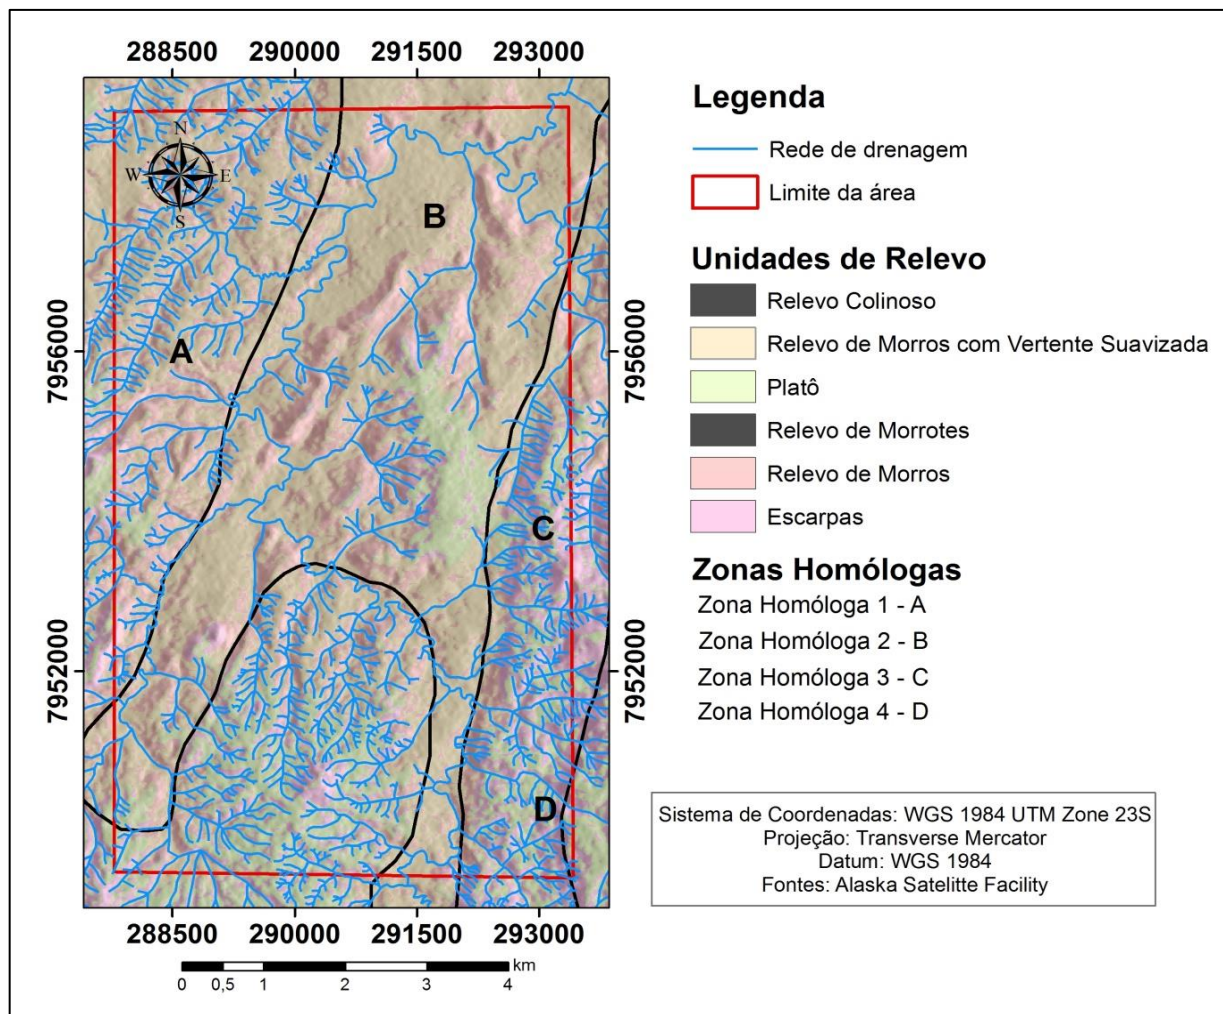 288500 290000 291500 293000
N
W E
S
B
A
C
D
7956000
7952000
7956000
7952000
288500 290000 291500 293000
km
0 0,5 1 2 3 4
Legenda
Rede de drenagem
Limite da área
Unidades de Relevo
Relevo Colinoso
Relevo de Morros com Vertente Suavizada
Platô
Relevo de Morrotes
Relevo de Morros
Escarpas
Zonas Homólogas
Zona Homóloga 1 - A
Zona Homóloga 2 - B
Zona Homóloga 3 - C
Zona Homóloga 4 - D
Sistema de Coordenadas: WGS 1984 UTM Zone 23S
Projeção: Transverse Mercator
Datum: WGS 1984
Fontes: Alaska Satelitte Facility